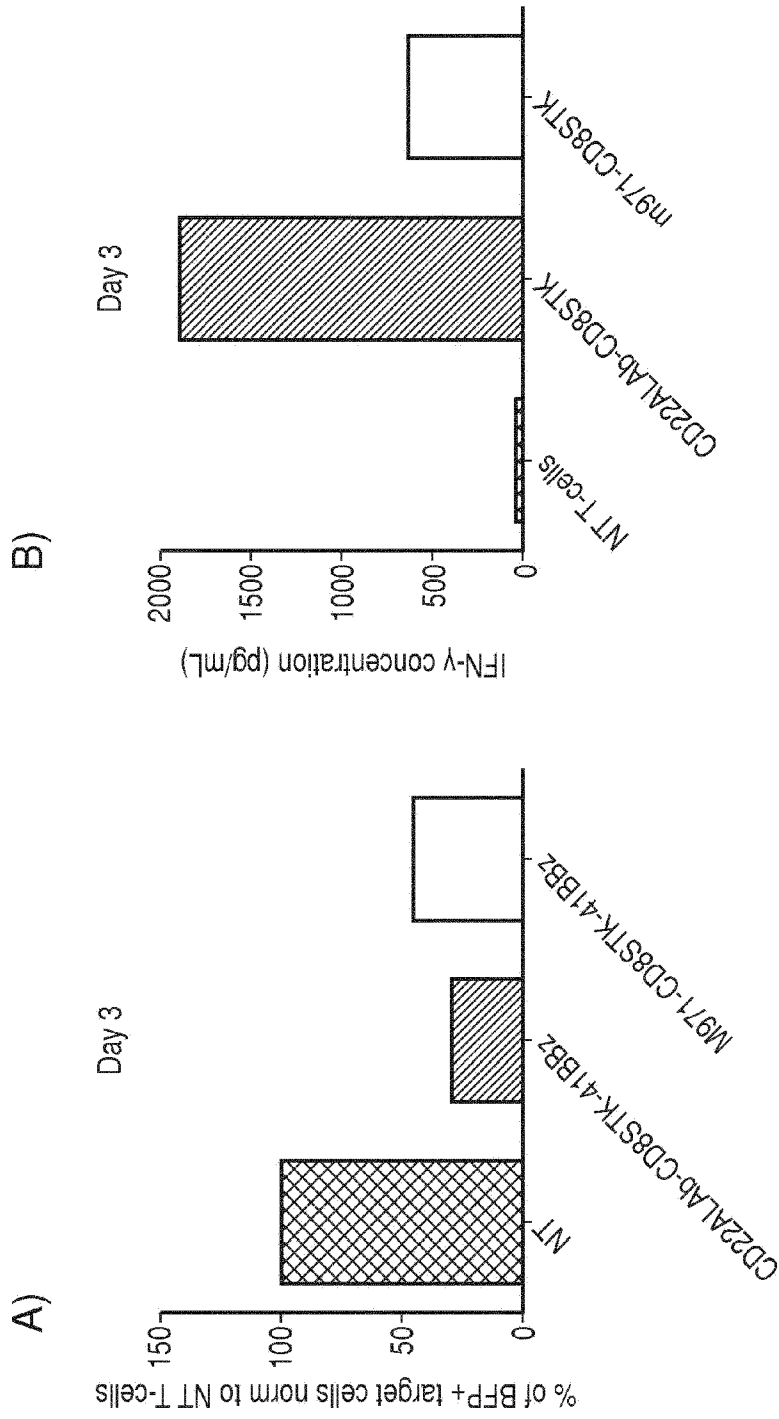 A)
Day 3
% of BFP+ target cells norm to NT T-cells
150
100
50
0
NT
CD22ALAb-CD8STK-41BBz
M971-CD8STK-41BBz
B)
Day 3
IFN-γ concentration (pg/mL)
2000
1500
1000
500
0
NT T-cells
CD22ALAb-CD8STK
m971-CD8STK